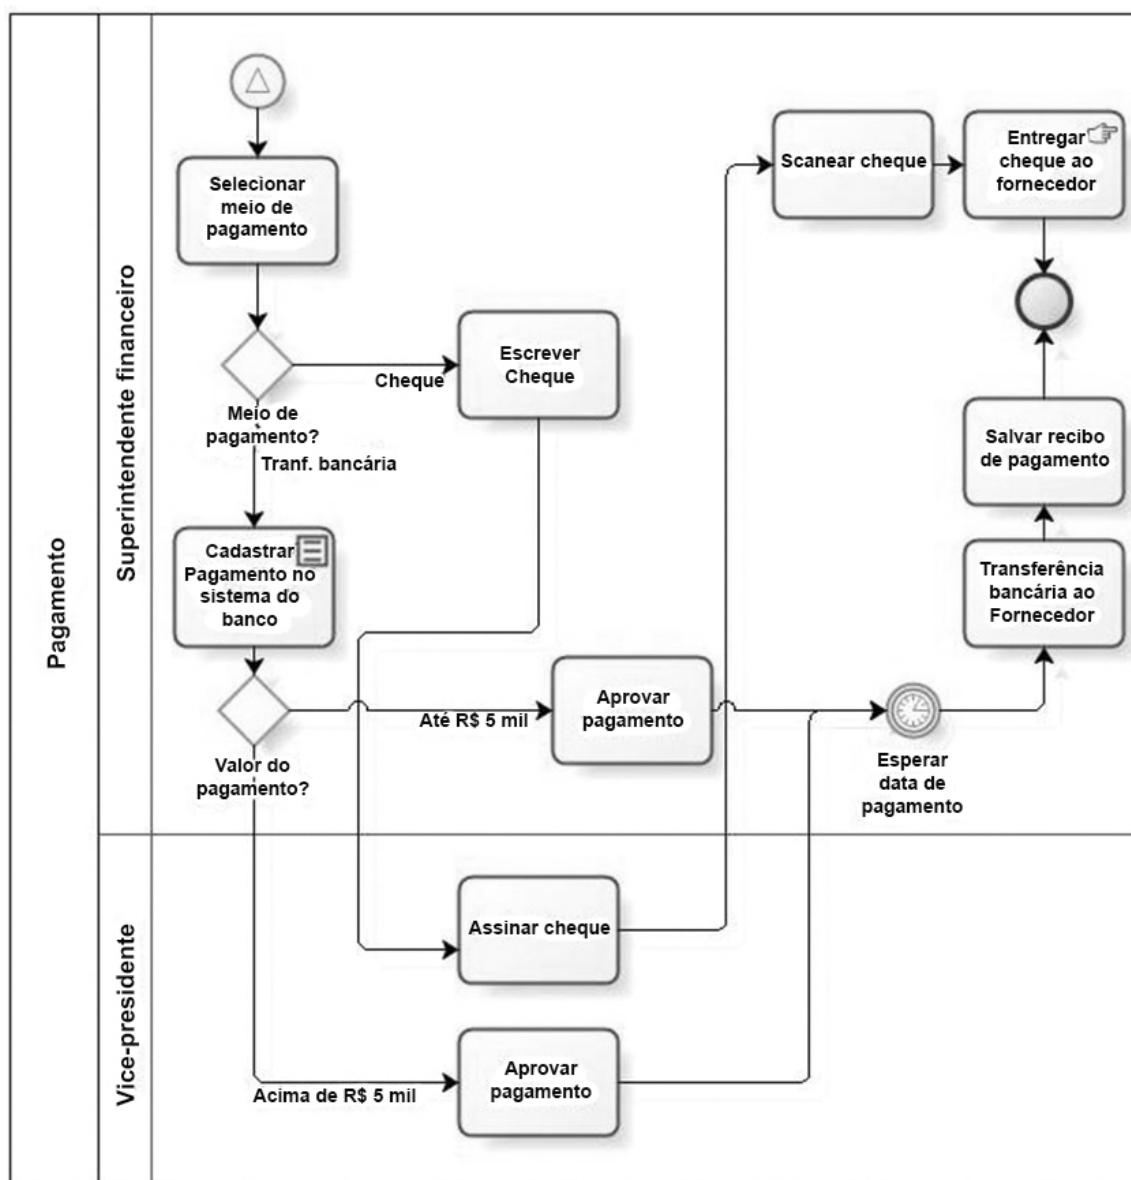 Pagamento
Superintendente financeiro
Vice-presidente
Selecionar
meio de
pagamento
Meio de
pagamento?
Cheque
Tranf. bancária
Escrever
Cheque
Cadastrar
Pagamento no
sistema do
banco
Valor do
pagamento?
Até R$ 5 mil
Aprovar
pagamento
Esperar
data de
pagamento
Scanear cheque
Entregar
cheque ao
fornecedor
Salvar recibo
de pagamento
Transferência
bancária ao
Fornecedor
Assinar cheque
Acima de R$ 5 mil
Aprovar
pagamento